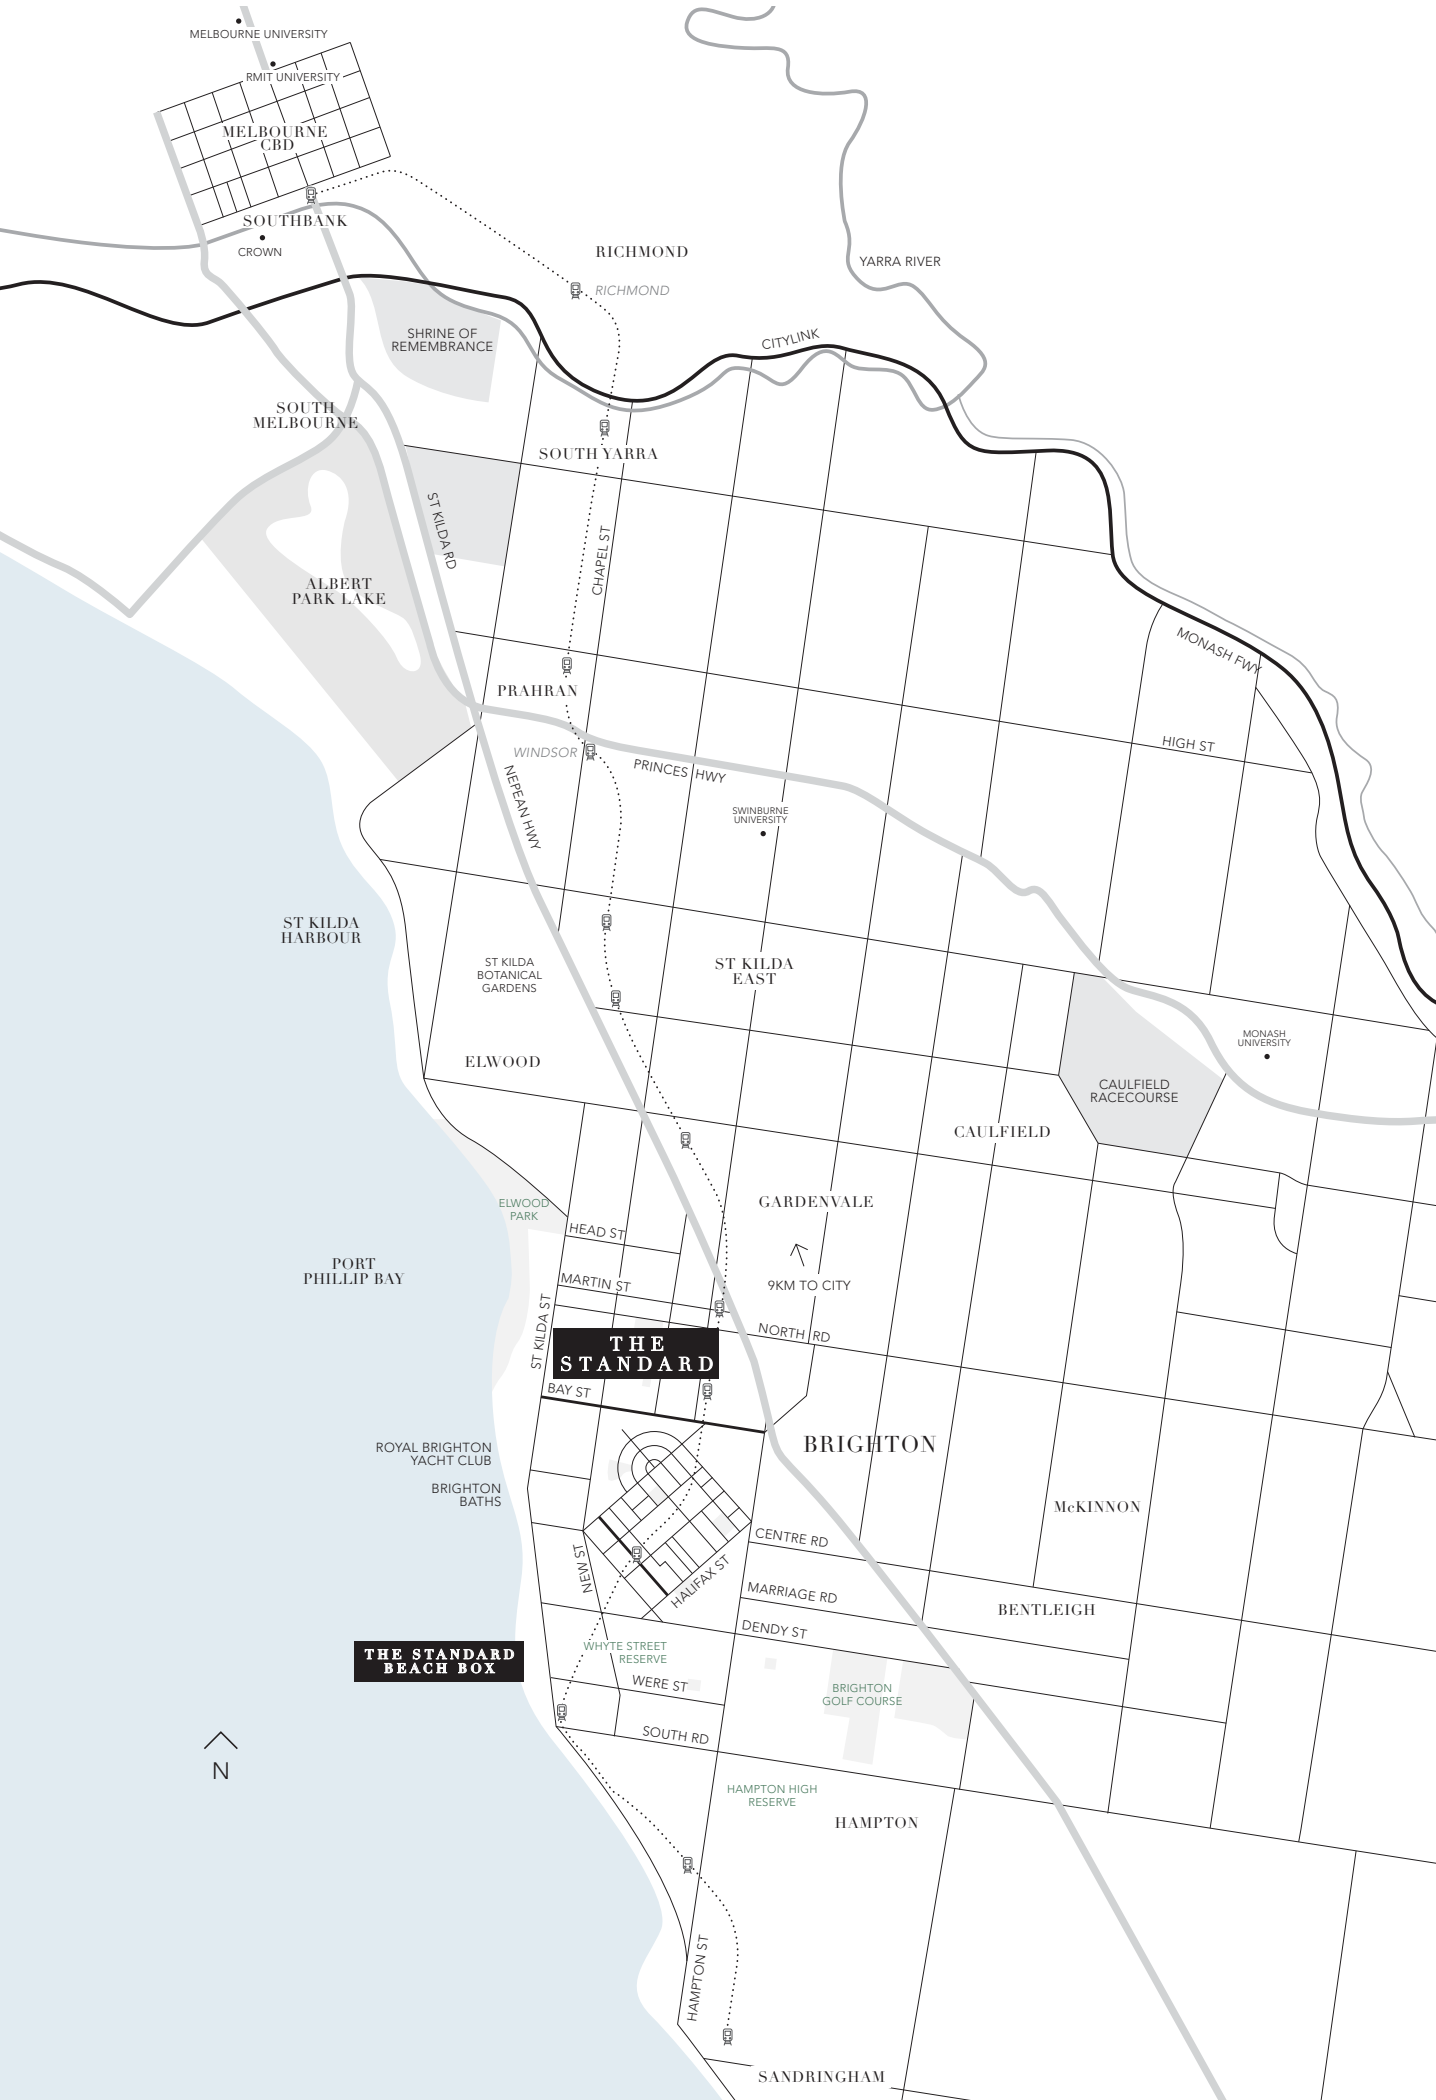 MELBOURNE UNIVERSITY
RMIT UNIVERSITY
MELBOURNE
CBD
SOUTHBANK
CROWN
RICHMOND
YARRA RIVER
RICHMOND
SHRINE OF
REMEMBRANCE
CITYLINK
SOUTH
MELBOURNE
SOUTH YARRA
ST KILDA RD
CHAPEL ST
ALBERT
PARK LAKE
MONASH FWY
PRAHRAN
HIGH ST
WINDSOR
PRINCES HWY
NEPEAN HWY
SWINBURNE
UNIVERSITY
ST KILDA
HARBOUR
ST KILDA
BOTANICAL
GARDENS
ST KILDA
EAST
MONASH
UNIVERSITY
ELWOOD
CAULFIELD
RACECOURSE
CAULFIELD
ELWOOD
PARK
GARDENVALE
HEAD ST
PORT
PHILLIP BAY
MARTIN ST
9KM TO CITY
ST KILDA ST
NORTH RD
THE
STANDARD
BAY ST
ROYAL BRIGHTON
YACHT CLUB
BRIGHTON
BRIGHTON
BATHS
McKINNON
CENTRE RD
NEW ST
HALIFAX ST
MARRIAGE RD
BENTLEIGH
DENDY ST
THE STANDARD
BEACH BOX
WHYTE STREET
RESERVE
WERE ST
BRIGHTON
GOLF COURSE
SOUTH RD
N
HAMPTON HIGH
RESERVE
HAMPTON
HAMPTON ST
SANDRINGHAM